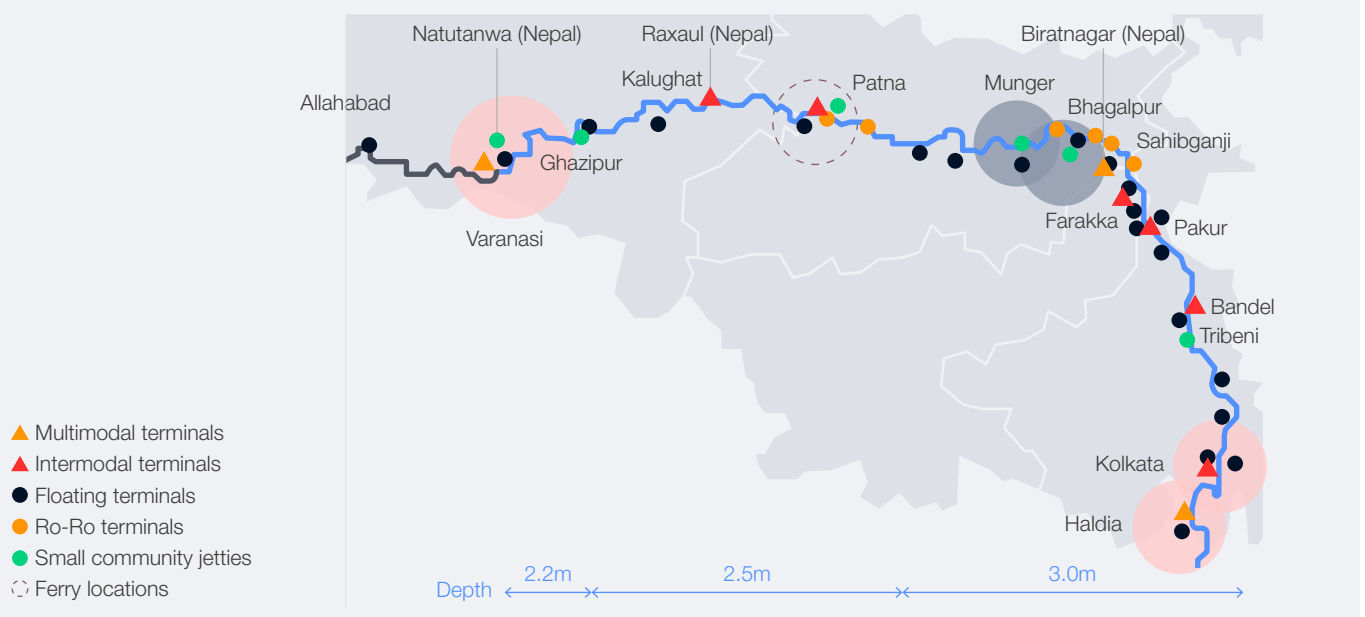 Natutanwa (Nepal)
Raxaul (Nepal)
Biratnagar (Nepal)
Kalughat
Patna
Munger
Allahabad
Bhagalpur
Sahibganji
Ghazipur
Farakka
Pakur
Varanasi
Bandel
Tribeni
Multimodal terminals
Intermodal terminals
Kolkata
Floating terminals
Ro-Ro terminals
Haldia
Small community jetties
Ferry locations
Depth
2.2m
2.5m
3.0m